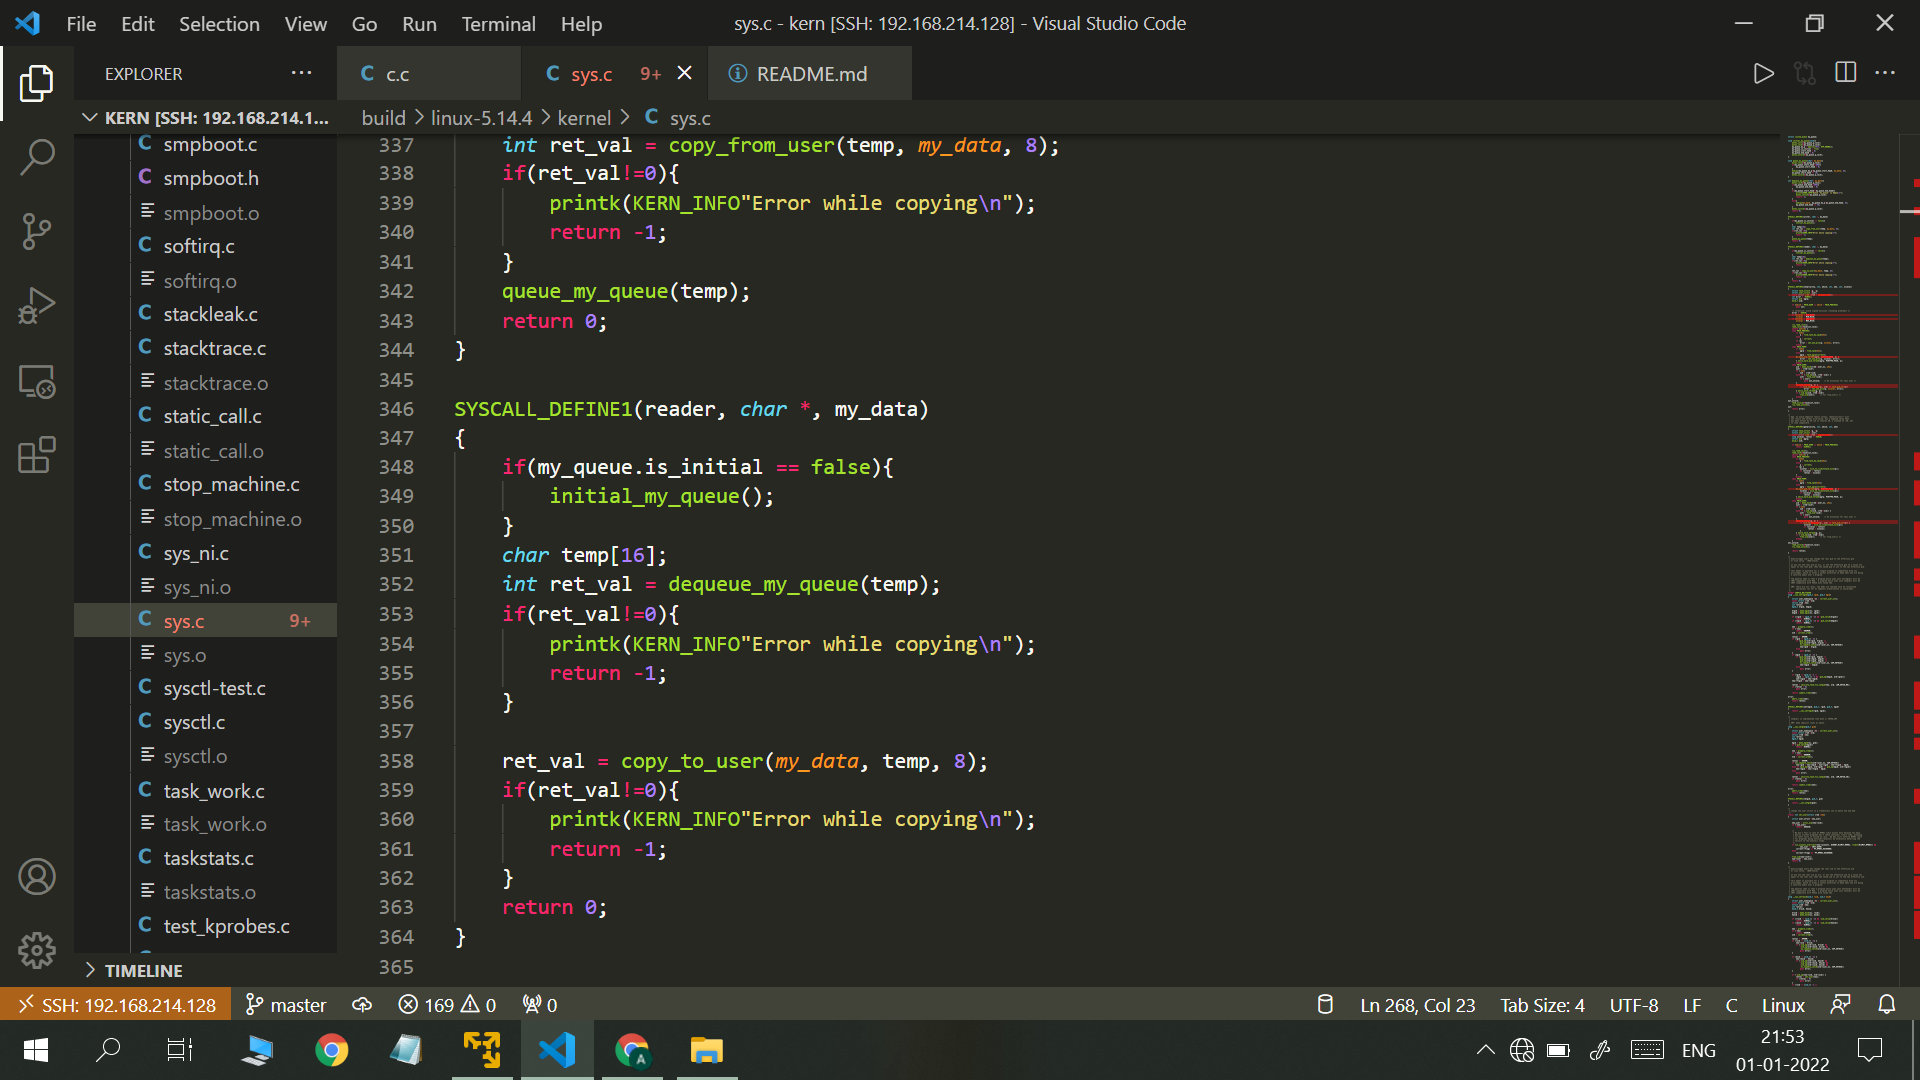 File Edit Selection View Go Run Terminal Help
sys.c - kern [SSH: 192.168.214.128] - Visual Studio Code
EXPLORER ...
C c.c
C sys.c 9+
README.md
KERN [SSH: 192.168.214.1...
build > linux-5.14.4 > kernel > C sys.c
C smpboot.c
C smpboot.h
smpboot.o
C softirq.c
softirq.o
C stackleak.c
C stacktrace.c
stacktrace.o
C static_call.c
static_call.o
C stop_machine.c
stop_machine.o
C sys_ni.c
sys_ni.o
C sys.c 9+
sys.o
C sysctl-test.c
C sysctl.c
sysctl.o
C task_work.c
task_work.o
C taskstats.c
taskstats.o
C test_kprobes.c
TIMELINE
337     int ret_val = copy_from_user(temp, my_data, 8);
338     if(ret_val!=0){
339         printk(KERN_INFO"Error while copying\n");
340         return -1;
341     }
342     queue_my_queue(temp);
343     return 0;
344 }
345
346 SYSCALL_DEFINE1(reader, char *, my_data)
347 {
348     if(my_queue.is_initial == false){
349         initial_my_queue();
350     }
351     char temp[16];
352     int ret_val = dequeue_my_queue(temp);
353     if(ret_val!=0){
354         printk(KERN_INFO"Error while copying\n");
355         return -1;
356     }
357
358     ret_val = copy_to_user(my_data, temp, 8);
359     if(ret_val!=0){
360         printk(KERN_INFO"Error while copying\n");
361         return -1;
362     }
363     return 0;
364 }
365
SSH: 192.168.214.128 master 169 0 0
Ln 268, Col 23 Tab Size: 4 UTF-8 LF C Linux
A
ENG
21:53
01-01-2022